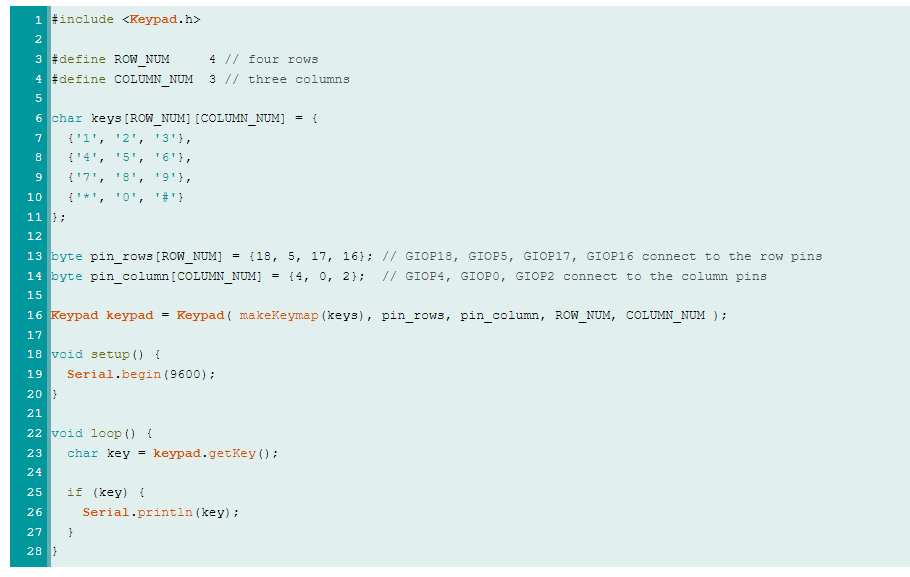 1 #include <Keypad.h>
2
3 #define ROW_NUM     4 // four rows
4 #define COLUMN_NUM  3 // three columns
5
6 char keys[ROW_NUM][COLUMN_NUM] = {
7   {'1', '2', '3'},
8   {'4', '5', '6'},
9   {'7', '8', '9'},
10   {'*', '0', '#'}
11 };
12
13 byte pin_rows[ROW_NUM] = {18, 5, 17, 16}; // GIOP18, GIOP5, GIOP17, GIOP16 connect to the row pins
14 byte pin_column[COLUMN_NUM] = {4, 0, 2};  // GIOP4, GIOP0, GIOP2 connect to the column pins
15
16 Keypad keypad = Keypad( makeKeymap(keys), pin_rows, pin_column, ROW_NUM, COLUMN_NUM );
17
18 void setup() {
19   Serial.begin(9600);
20 }
21
22 void loop() {
23   char key = keypad.getKey();
24
25   if (key) {
26     Serial.println(key);
27   }
28 }